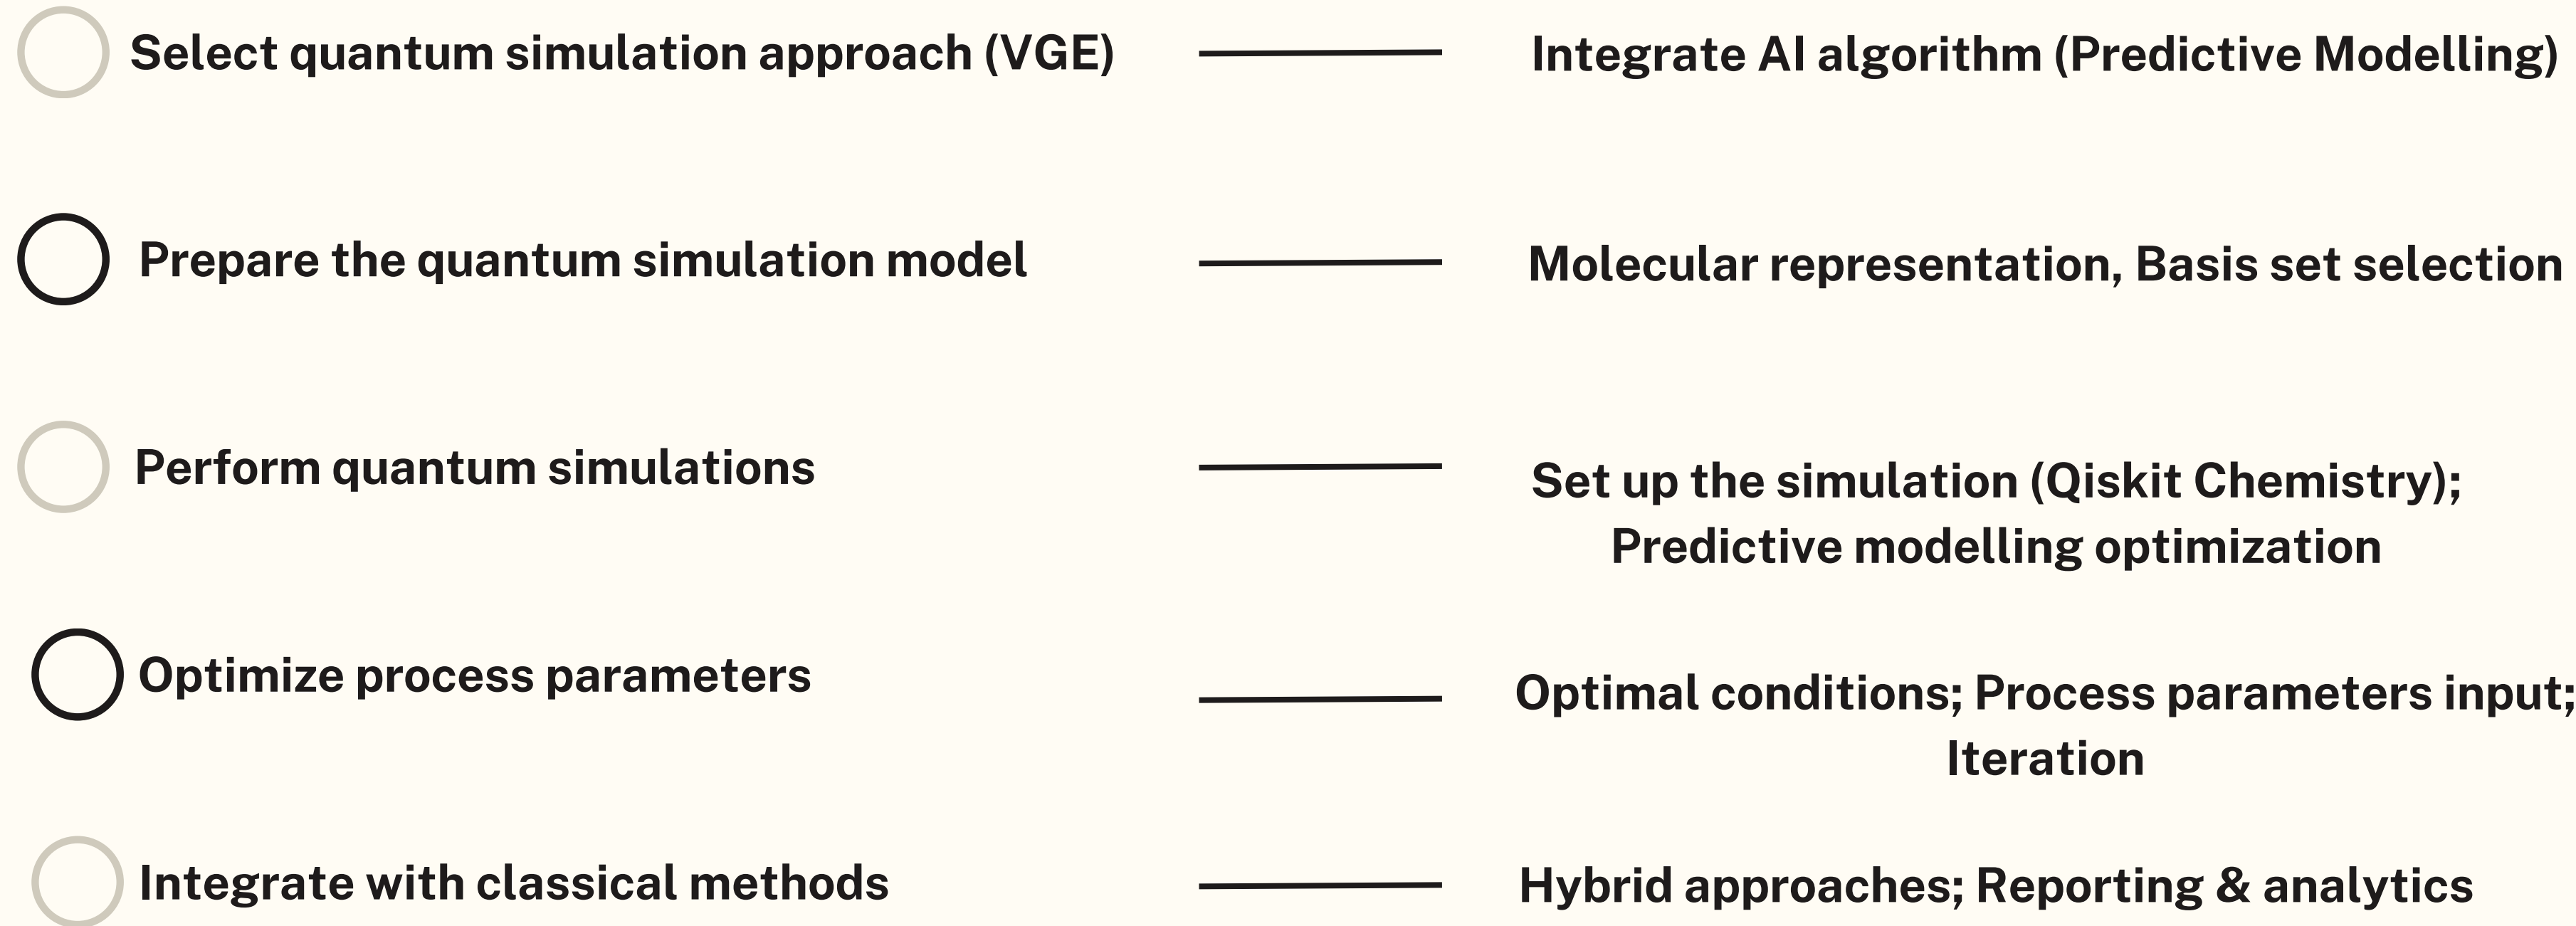 Select quantum simulation approach (VGE)
Integrate AI algorithm (Predictive Modelling)
Prepare the quantum simulation model
Molecular representation, Basis set selection
Perform quantum simulations
Set up the simulation (Qiskit Chemistry);
Predictive modelling optimization
Optimize process parameters
Optimal conditions; Process parameters input;
Iteration
Integrate with classical methods
Hybrid approaches; Reporting & analytics